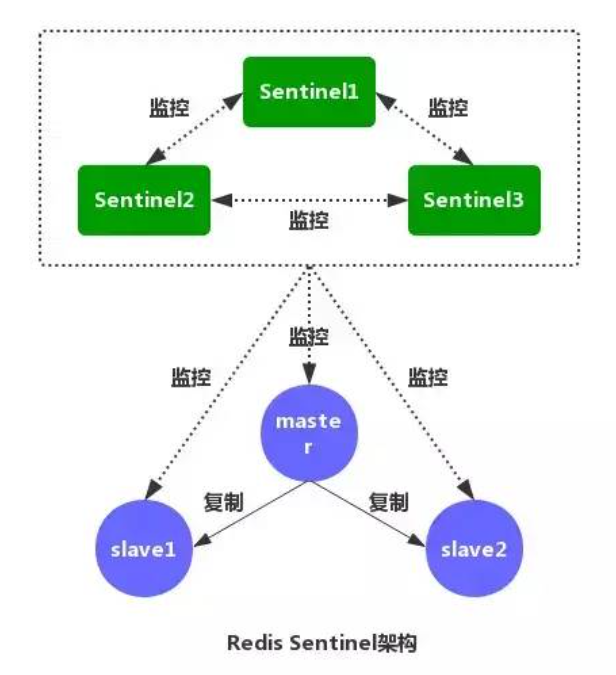 Sentinel1
监控
监控
Sentinel2
Sentinel3
监控
监控
监控
监控
maste
r
复制
复制
slave1
slave2
Redis Sentinel架构